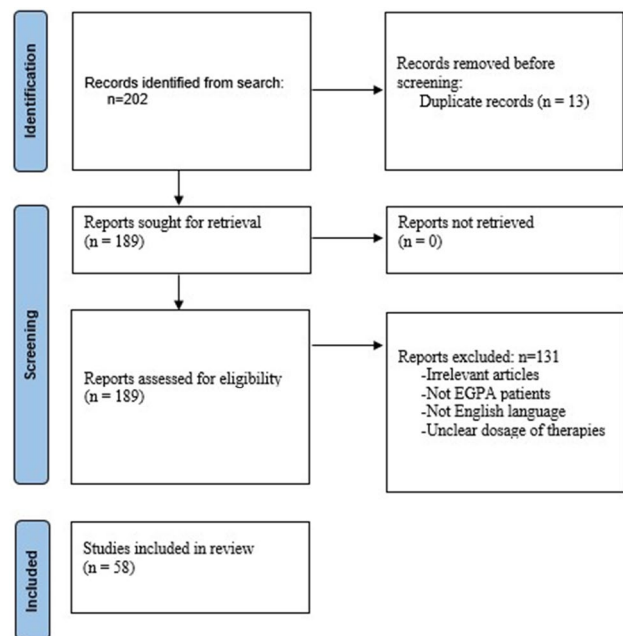 Identification
Records identified from search:
n=202
Records removed before
screening:
Duplicate records (n = 13)
Screening
Reports sought for retrieval
(n = 189)
Reports not retrieved
(n = 0)
Reports assessed for eligibility
(n = 189)
Reports excluded: n=131
-Irrelevant articles
-Not EGPA patients
-Not English language
-Unclear dosage of therapies
Included
Studies included in review
(n = 58)